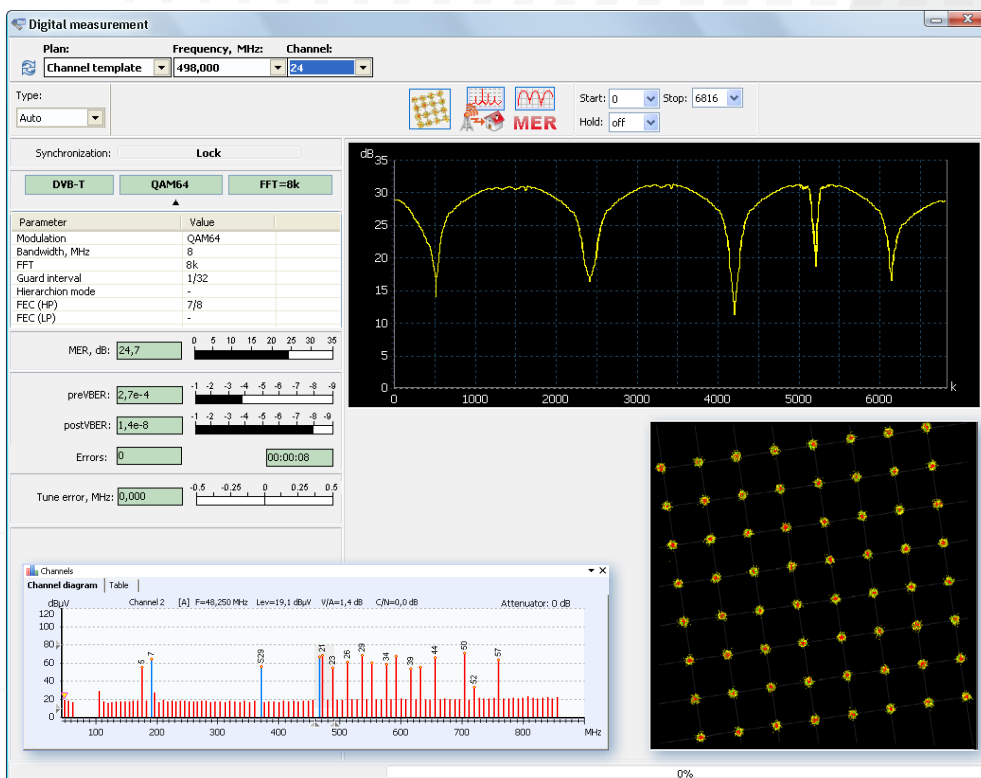 Digital measurement
Plan: Frequency, MHz: Channel:
Channel template 498,000 24
Type:
Auto
MER
Start: 0 Stop: 6816
Hold: off
Synchronization: Lock
DVB-T QAM64 FFT=8k
Parameter Value
Modulation QAM64
Bandwidth, MHz 8
FFT 8k
Guard interval 1/32
Hierarchion mode -
FEC (HP) 7/8
FEC (LP) -
MER, dB: 24,7 0 5 10 15 20 25 30 35
preVBER: 2,7e-4 -1 -2 -3 -4 -5 -6 -7 -8 -9
postVBER: 1,4e-8 -1 -2 -3 -4 -5 -6 -7 -8 -9
Errors: 0 00:00:08
Tune error, MHz: 0,000 -0.5 -0.25 0 0.25 0.5
dB
35
30
25
20
15
10
5
0
0 1000 2000 3000 4000 5000 6000 k
Channels
Channel diagram Table
dBµV Channel 2 [A] F=48,250 MHz Lev=19,1 dBµV V/A=1,4 dB C/N=0,0 dB Attenuator: 0 dB
120
100
80
60
40
20
0
5 7 S29 21 23 26 29 34 39 44 50 52 57
100 200 300 400 500 600 700 800 MHz
0%